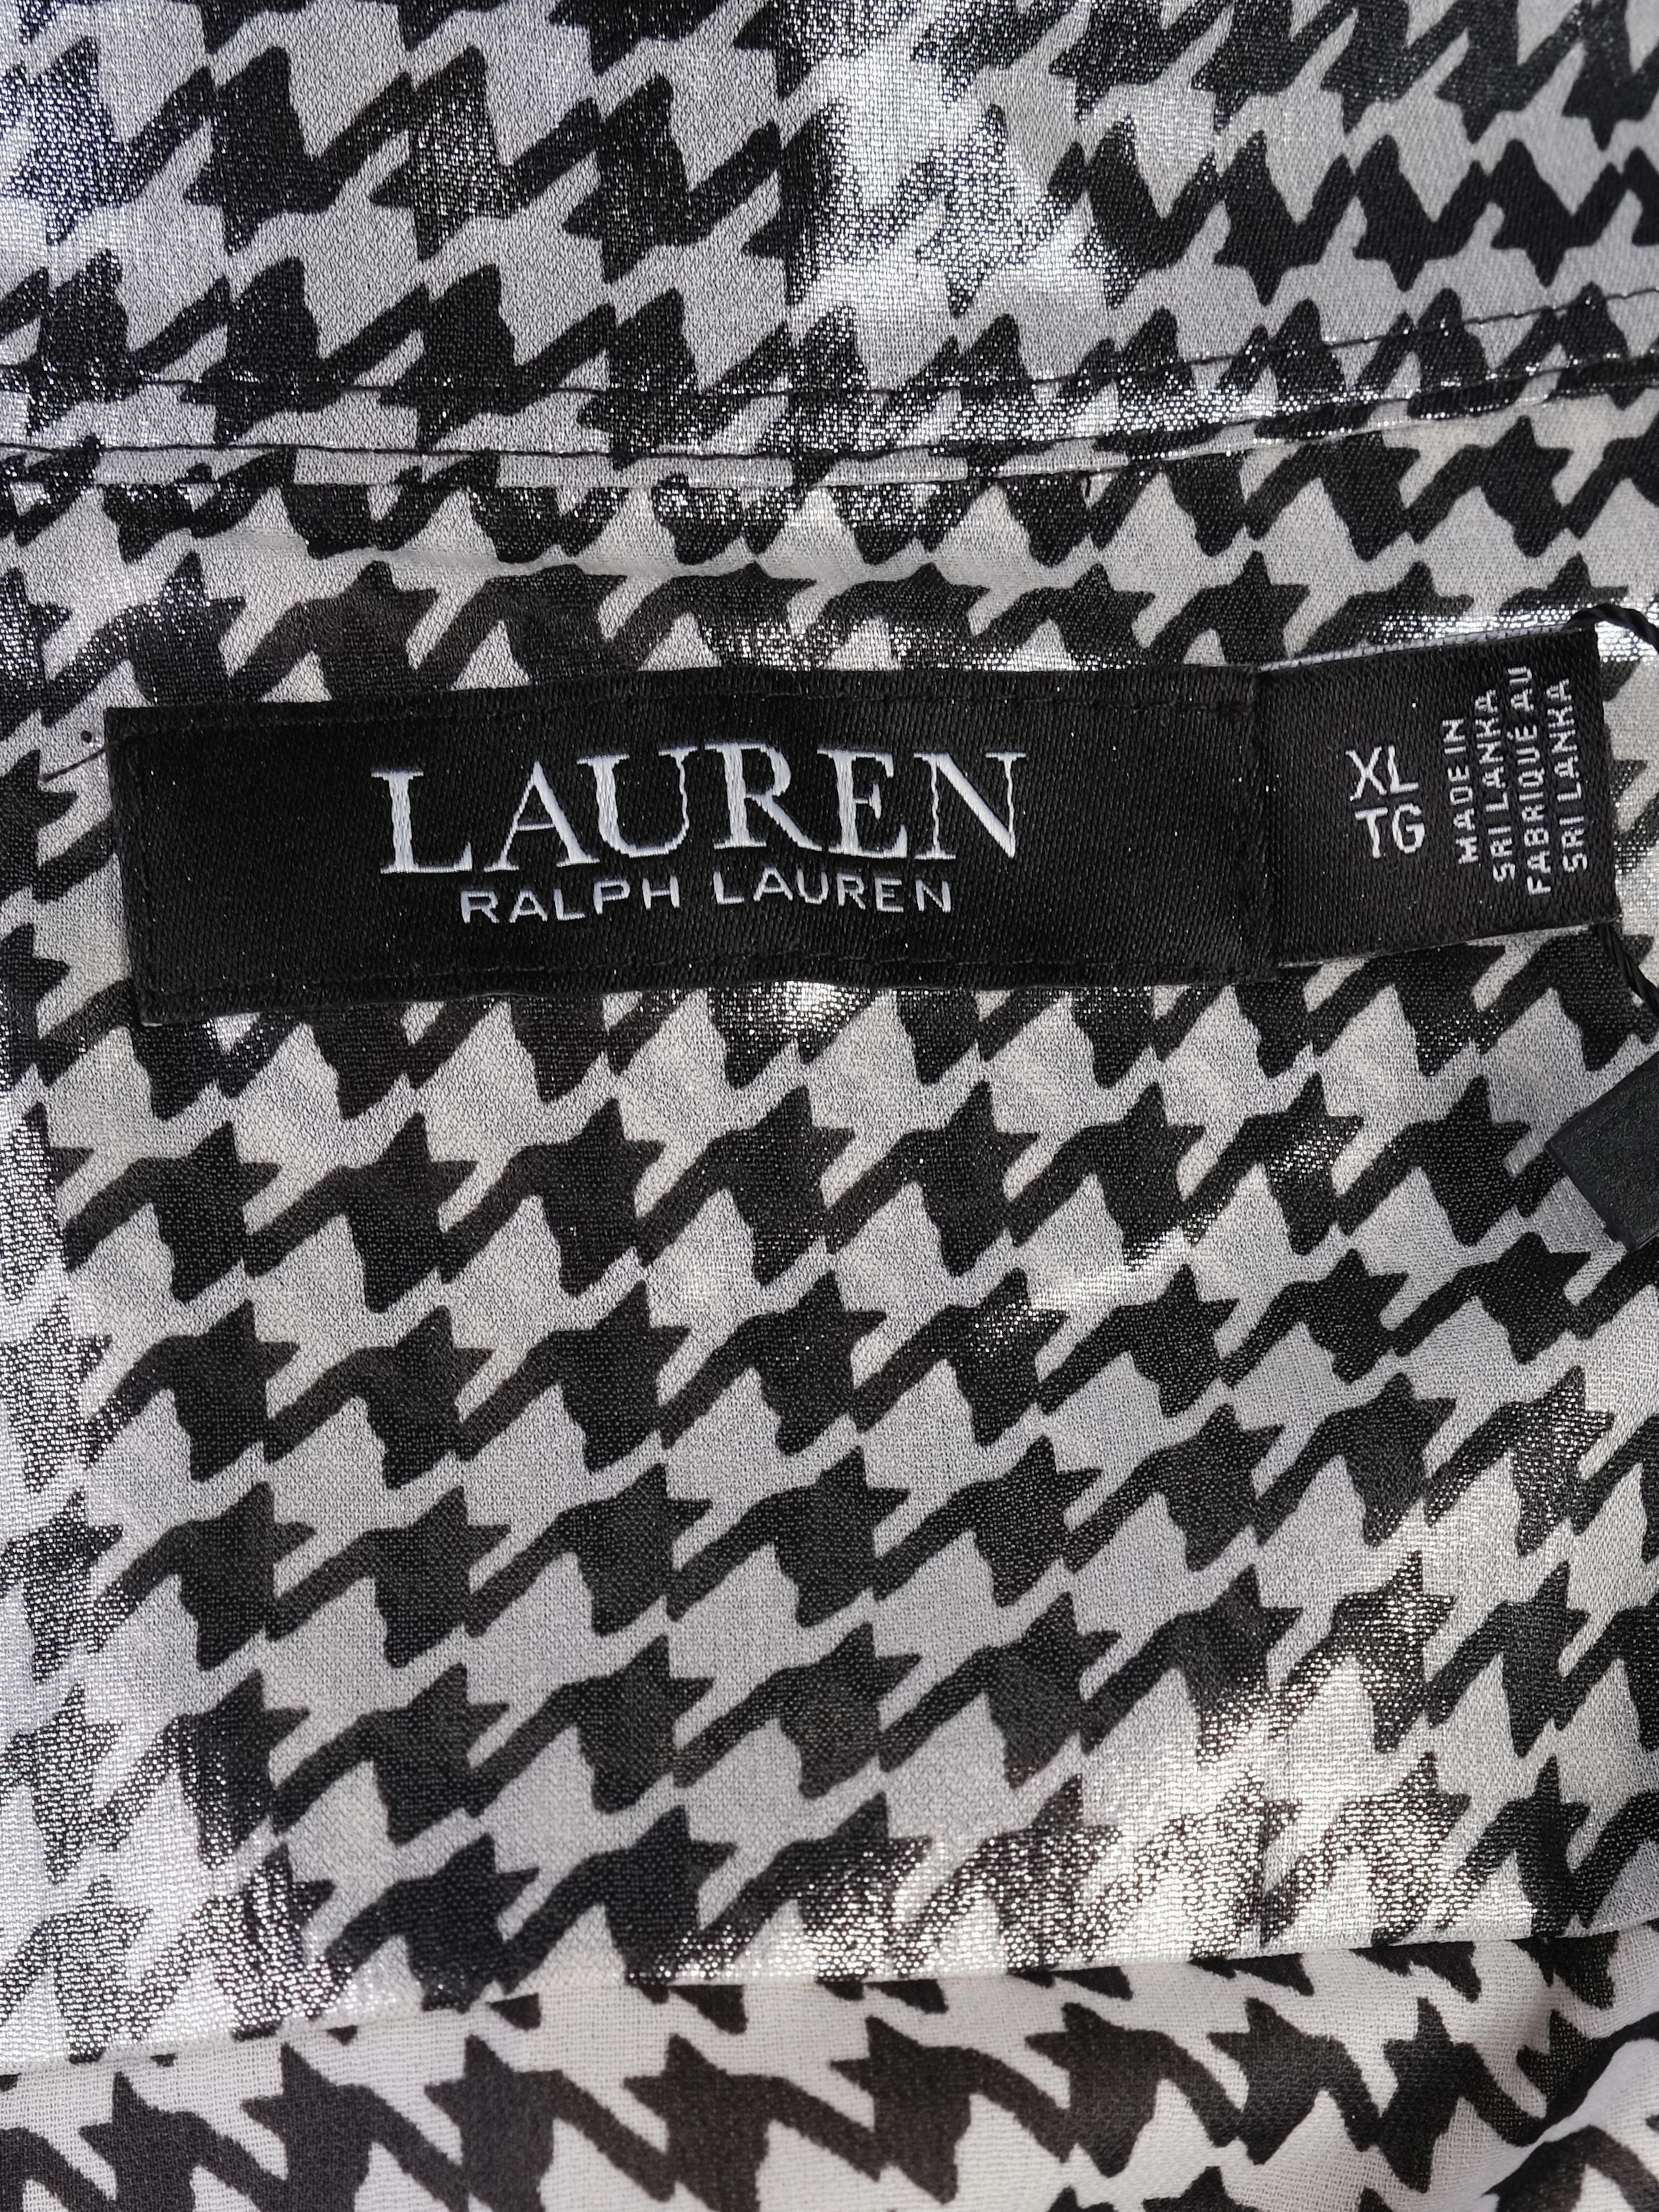 LAUREN
RALPH LAUREN
XL
TG
MADE IN
SRI LANKA
FABRIQUÉ AU
SRI LANKA